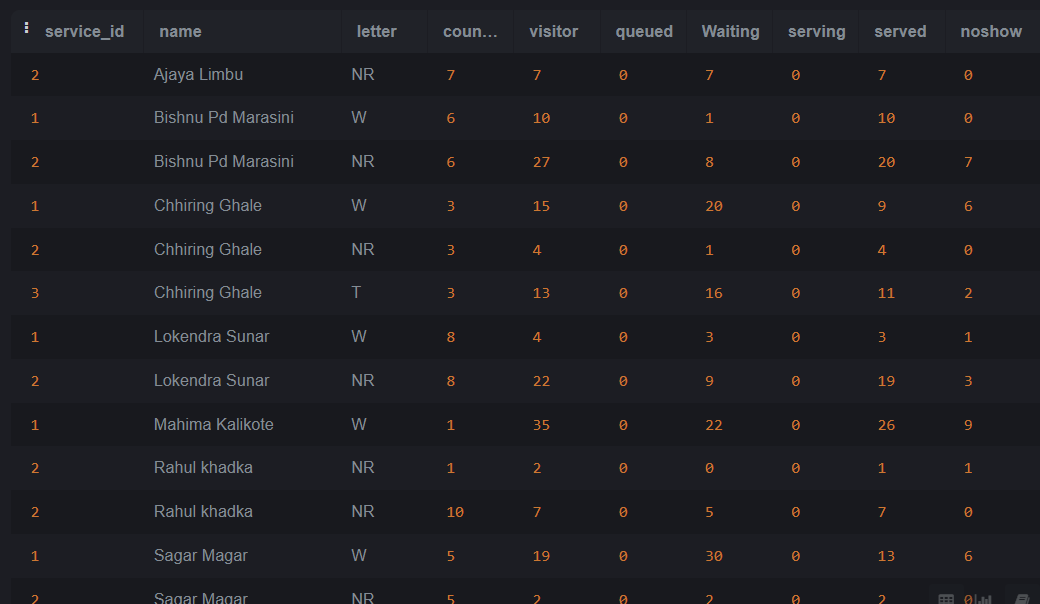 service_id name letter coun... visitor queued Waiting serving served noshow
2 Ajaya Limbu NR 7 7 0 7 0 7 0
1 Bishnu Pd Marasini W 6 10 0 1 0 10 0
2 Bishnu Pd Marasini NR 6 27 0 8 0 20 7
1 Chhiring Ghale W 3 15 0 20 0 9 6
2 Chhiring Ghale NR 3 4 0 1 0 4 0
3 Chhiring Ghale T 3 13 0 16 0 11 2
1 Lokendra Sunar W 8 4 0 3 0 3 1
2 Lokendra Sunar NR 8 22 0 9 0 19 3
1 Mahima Kalikote W 1 35 0 22 0 26 9
2 Rahul khadka NR 1 2 0 0 0 1 1
2 Rahul khadka NR 10 7 0 5 0 7 0
1 Sagar Magar W 5 19 0 30 0 13 6
2 Sagar Magar NR 5 2 0 2 0 2 0